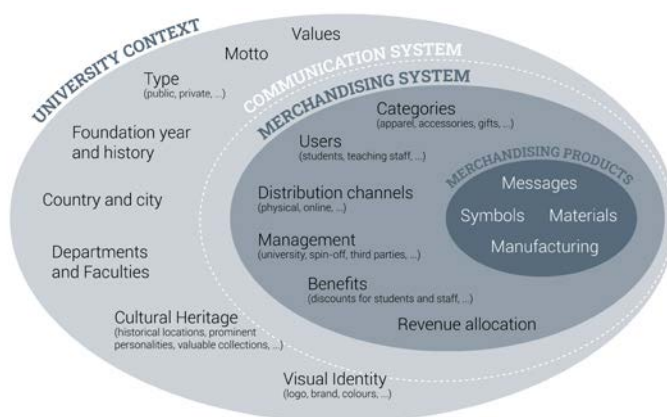 UNIVERSITY CONTEXT
Values
Motto
Type
(public, private, ...)
Foundation year
and history
Country and city
Departments
and Faculties
Cultural Heritage
(historical locations, prominent
personalities, valuable collections, ...)
Visual Identity
(logo, brand, colours, ...)
COMMUNICATION SYSTEM
MERCHANDISING SYSTEM
Categories
(apparel, accessories, gifts, ...)
Users
(students, teaching staff, ...)
Distribution channels
(physical, online, ...)
Management
(university, spin-off, third parties, ...)
Benefits
(discounts for students and staff, ...)
Revenue allocation
MERCHANDISING PRODUCTS
Messages
Symbols Materials
Manufacturing